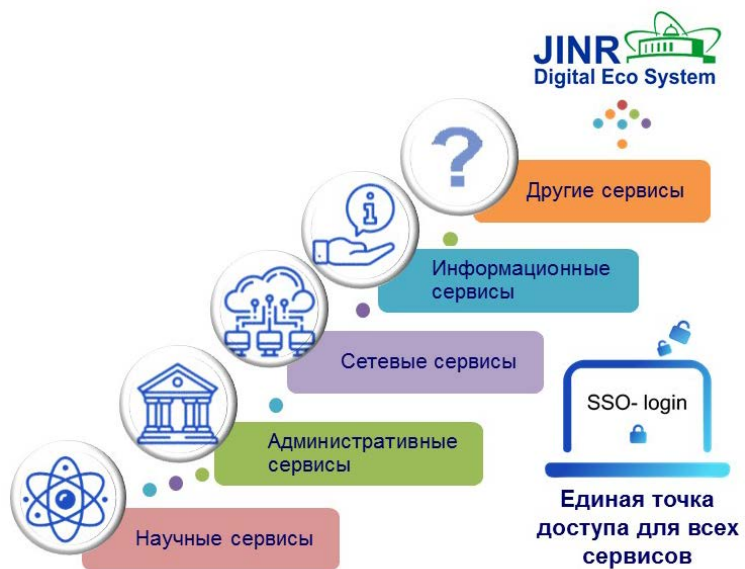 JINR
Digital Eco System
?
Другие сервисы
Информационные
сервисы
Сетевые сервисы
Административные
сервисы
Научные сервисы
SSO- login
Единая точка
доступа для всех
сервисов